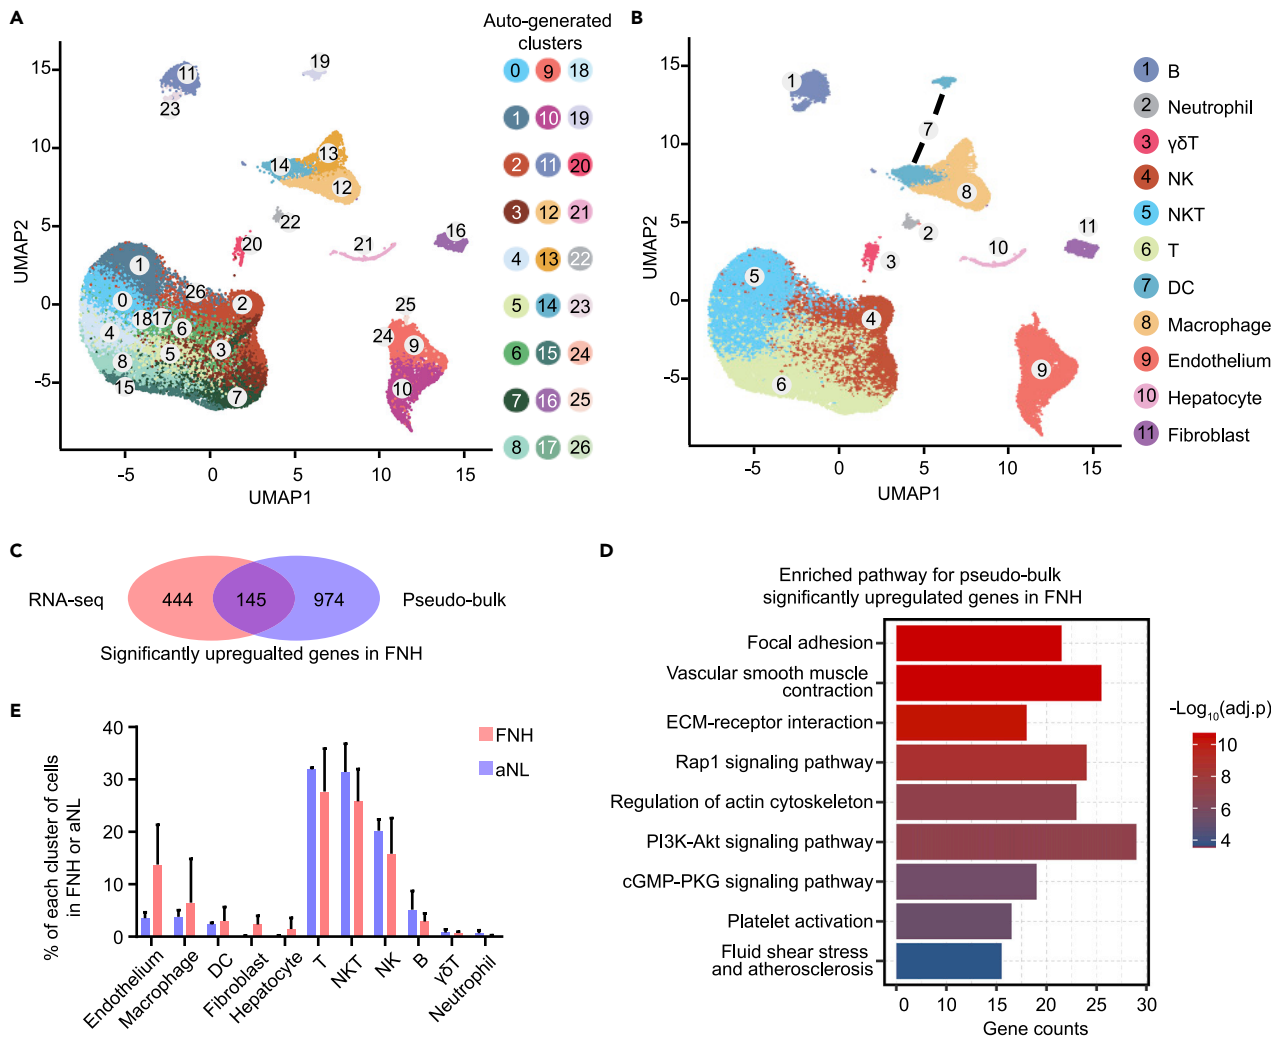 A
Auto-generated
clusters
15
10
5
0
-5
UMAP2
-5
0
5
10
15
UMAP1
11
23
19
14
13
12
22
20
21
16
1
0
26
2
18
17
6
4
5
3
8
15
7
25
24
9
10
0 9 18
1 10 19
2 11 20
3 12 21
4 13 22
5 14 23
6 15 24
7 16 25
8 17 26
B
15
10
5
0
-5
UMAP2
-5
0
5
10
15
UMAP1
1
7
8
2
3
10
11
5
4
6
9
1 B
2 Neutrophil
3 γδT
4 NK
5 NKT
6 T
7 DC
8 Macrophage
9 Endothelium
10 Hepatocyte
11 Fibroblast
C
RNA-seq
444
145
974
Pseudo-bulk
Significantly upregualted genes in FNH
D
Enriched pathway for pseudo-bulk
significantly upregulated genes in FNH
Focal adhesion
Vascular smooth muscle
contraction
ECM-receptor interaction
Rap1 signaling pathway
Regulation of actin cytoskeleton
PI3K-Akt signaling pathway
cGMP-PKG signaling pathway
Platelet activation
Fluid shear stress
and atherosclerosis
0 10 15 20 25 30
Gene counts
-Log10(adj.p)
10
8
6
4
E
% of each cluster of cells
in FNH or aNL
40
30
20
10
0
FNH
aNL
Endothelium
Macrophage
DC
Fibroblast
Hepatocyte
T
NKT
NK
B
γδT
Neutrophil